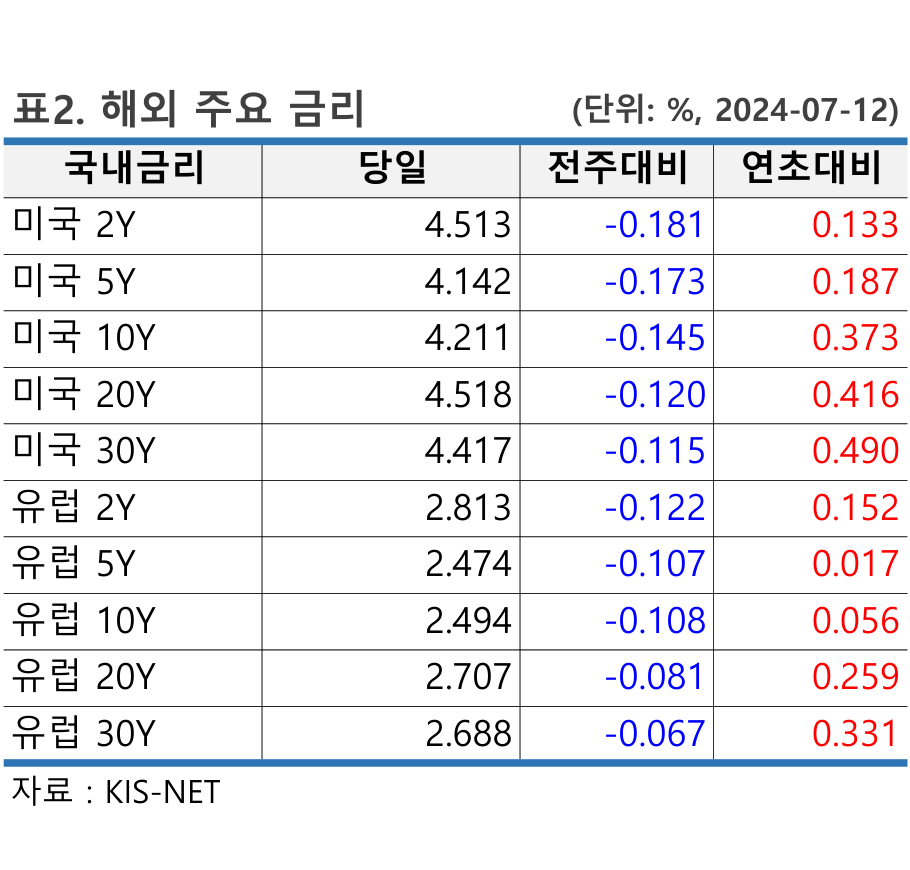 표2. 해외 주요 금리 (단위: %, 2024-07-12)
국내금리 당일 전주대비 연초대비
미국 2Y 4.513 -0.181 0.133
미국 5Y 4.142 -0.173 0.187
미국 10Y 4.211 -0.145 0.373
미국 20Y 4.518 -0.120 0.416
미국 30Y 4.417 -0.115 0.490
유럽 2Y 2.813 -0.122 0.152
유럽 5Y 2.474 -0.107 0.017
유럽 10Y 2.494 -0.108 0.056
유럽 20Y 2.707 -0.081 0.259
유럽 30Y 2.688 -0.067 0.331
자료 : KIS-NET